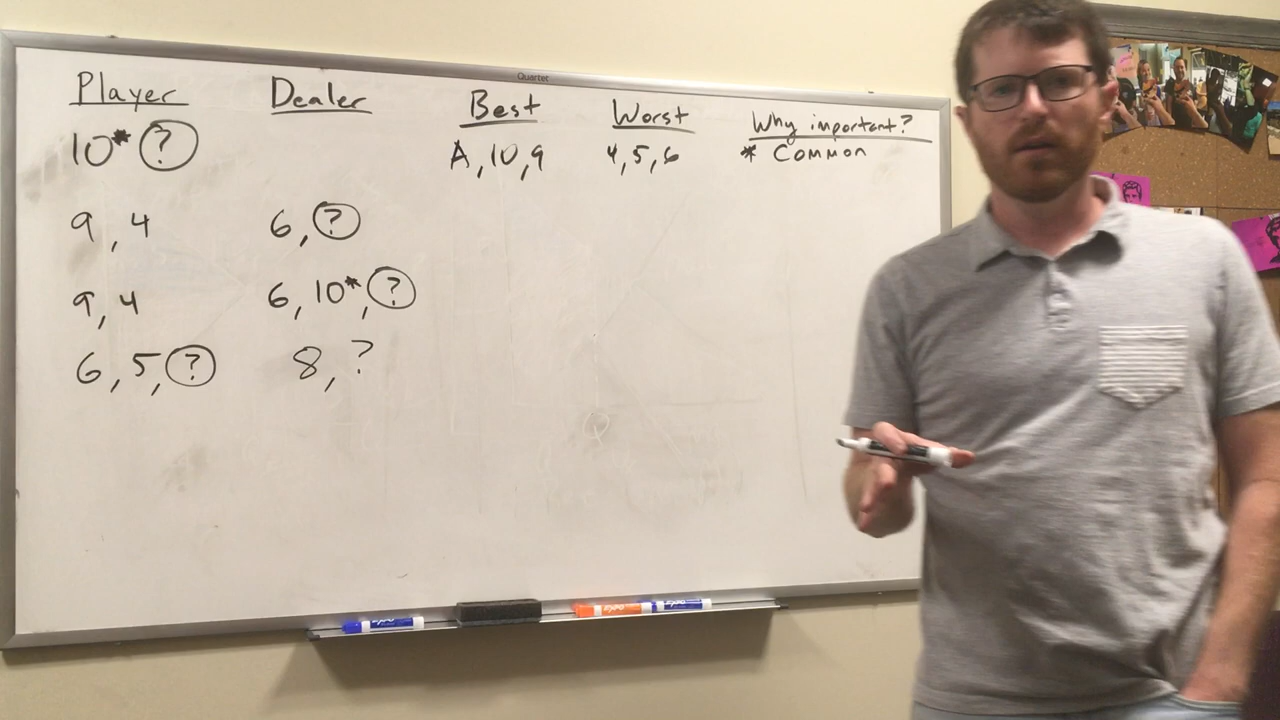 Quartet
Player Dealer Best Worst Why important?
10* ? A, 10, 9 4, 5, 6 * Common
9, 4 6, ?
9, 4 6, 10*, ?
6, 5, ? 8, ?
EXPO